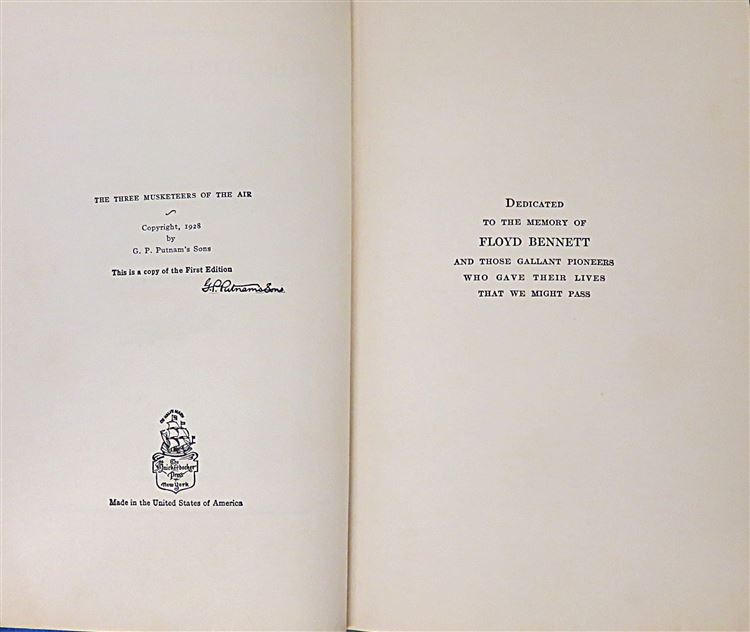 THE THREE MUSKETEERS OF THE AIR
Copyright, 1928
by
G. P. Putnam's Sons
This is a copy of the First Edition
G.P. Putnam's Sons
The
Knickerbocker
Press
New York
Made in the United States of America
DEDICATED
TO THE MEMORY OF
FLOYD BENNETT
AND THOSE GALLANT PIONEERS
WHO GAVE THEIR LIVES
THAT WE MIGHT PASS